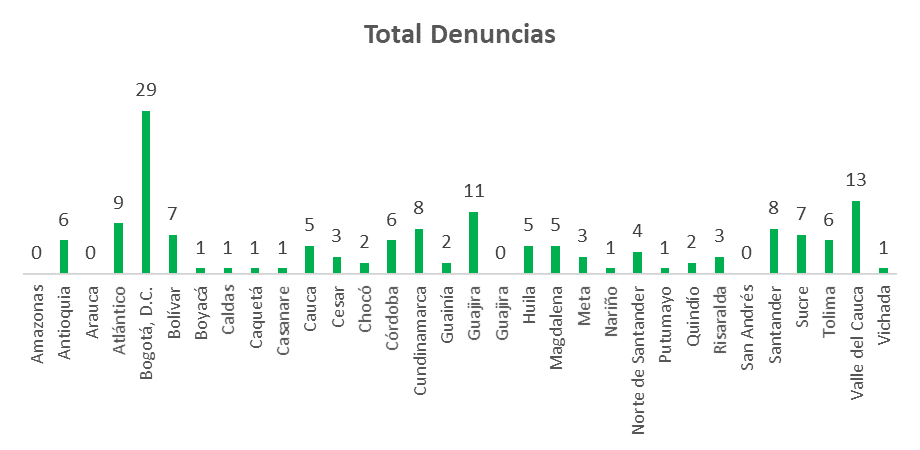 Total Denuncias
0
6
0
9
29
7
1
1
1
1
5
3
2
6
8
2
11
0
5
5
3
1
4
1
2
3
0
8
7
6
13
1
Amazonas
Antioquia
Arauca
Atlántico
Bogotá, D.C.
Bolívar
Boyacá
Caldas
Caquetá
Casanare
Cauca
Cesar
Chocó
Córdoba
Cundinamarca
Guainía
Guajira
Guajira
Huila
Magdalena
Meta
Nariño
Norte de Santander
Putumayo
Quindío
Risaralda
San Andrés
Santander
Sucre
Tolima
Valle del Cauca
Vichada